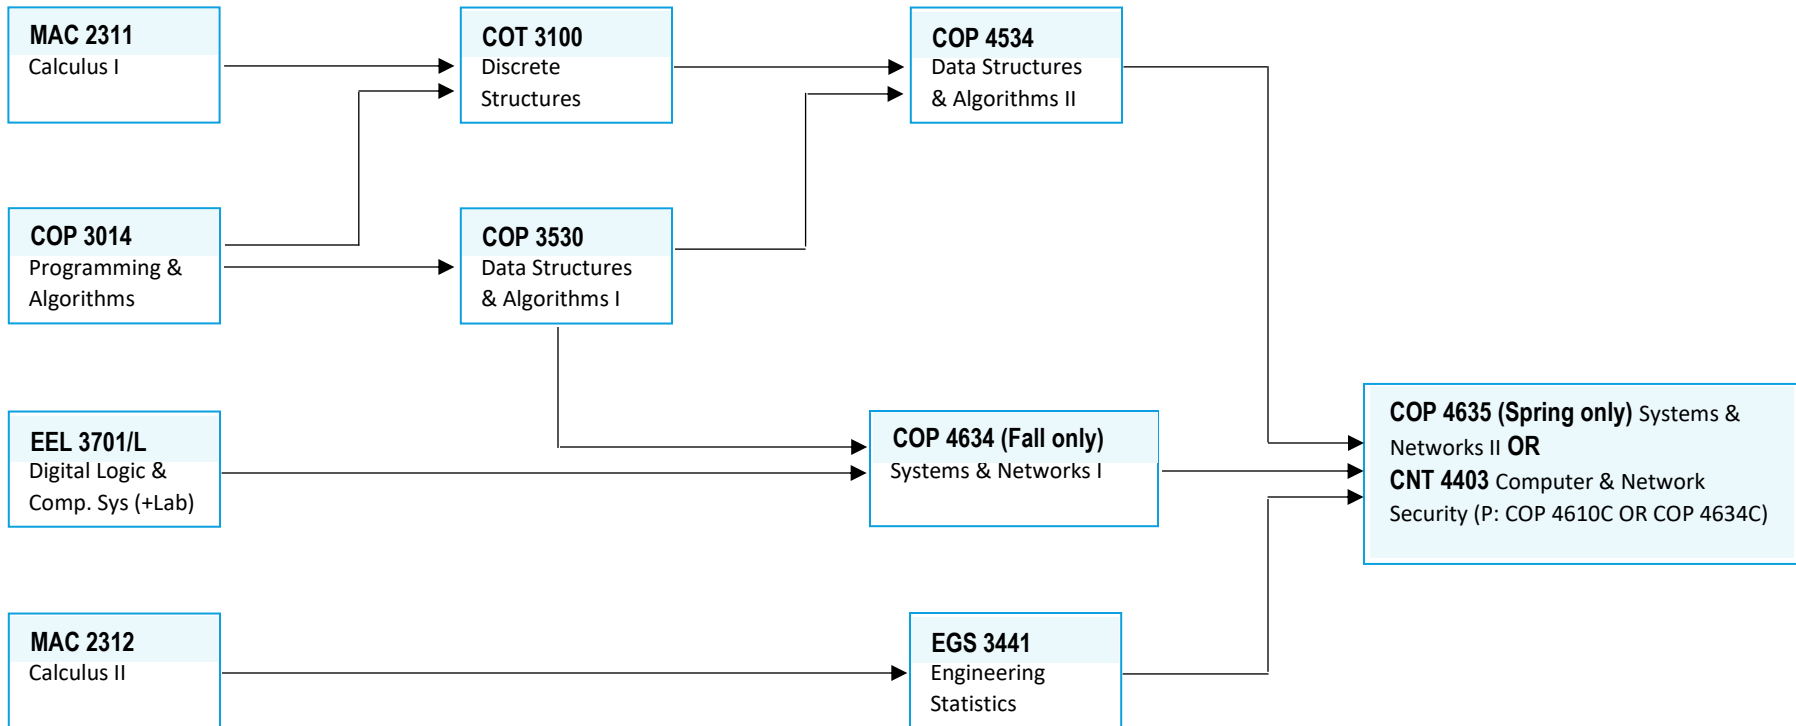 MAC 2311
Calculus I
COT 3100
Discrete
Structures
COP 4534
Data Structures
& Algorithms II
COP 3014
Programming &
Algorithms
COP 3530
Data Structures
& Algorithms I
EEL 3701/L
Digital Logic &
Comp. Sys (+Lab)
COP 4634 (Fall only)
Systems & Networks I
COP 4635 (Spring only) Systems &
Networks II OR
CNT 4403 Computer & Network
Security (P: COP 4610C OR COP 4634C)
MAC 2312
Calculus II
EGS 3441
Engineering
Statistics